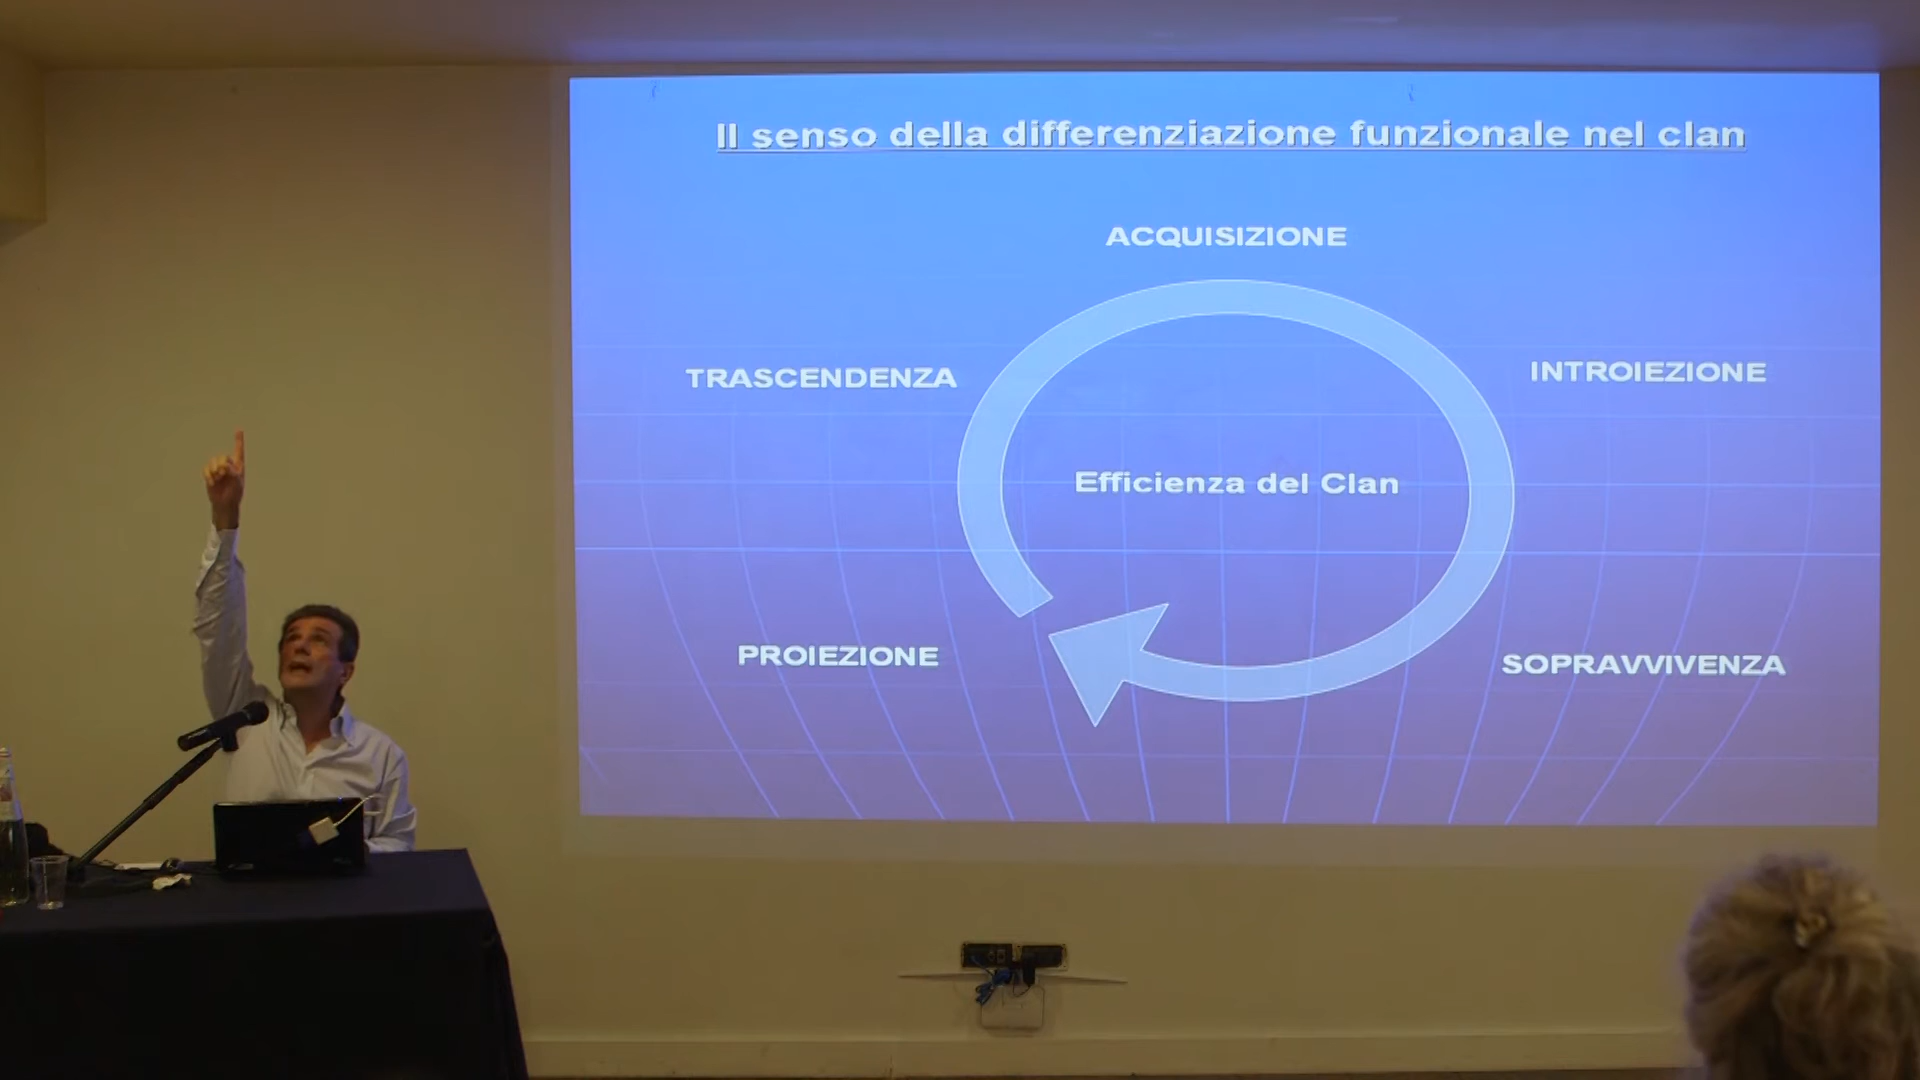 Il senso della differenziazione funzionale nel clan
ACQUISIZIONE
TRASCENDENZA
INTROIEZIONE
Efficienza del Clan
PROIEZIONE
SOPRAVVIVENZA